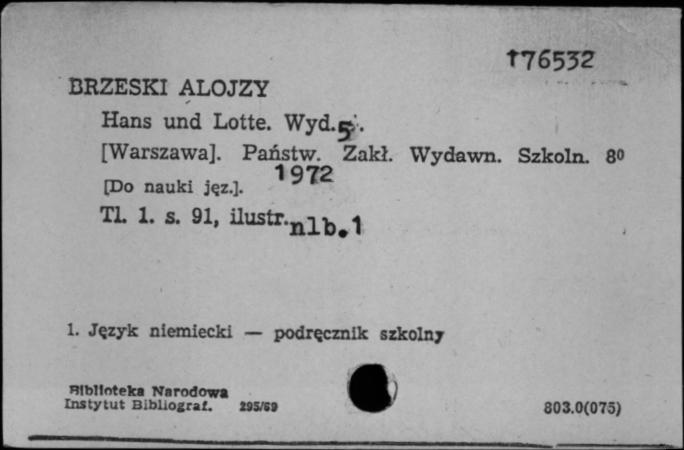 176532
BRZESKI ALOJZY
Hans und Lotte. Wyd. 5.
[Warszawa]. Państw. Zakł. Wydawn. Szkoln. 8⁰
[Do nauki jęz.]. 1972
Tl. 1. s. 91, ilustr. nlb. 1
1. Język niemiecki — podręcznik szkolny
Biblioteka Narodowa
Instytut Bibliograf. 295/69
803.0(075)